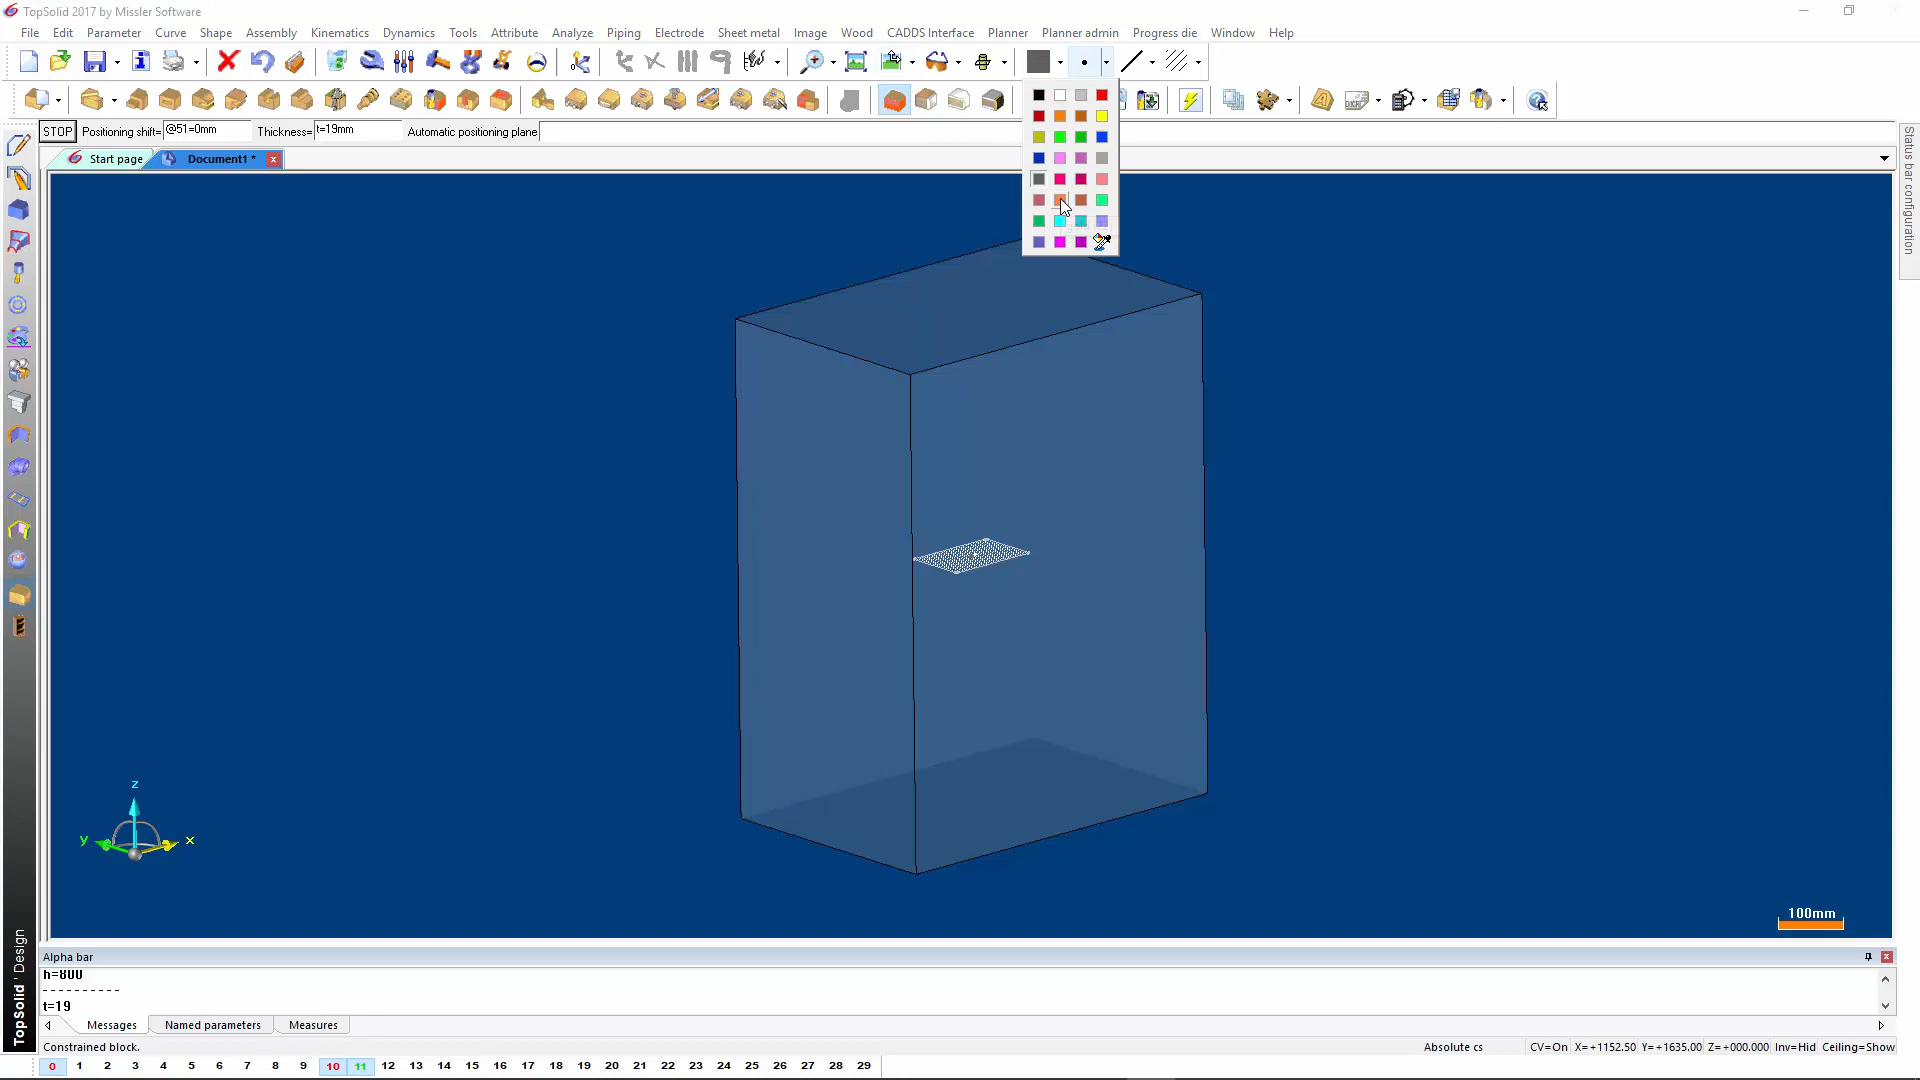 TopSolid 2017 by Missler Software
File Edit Parameter Curve Shape Assembly Kinematics Dynamics Tools Attribute Analyze Piping Electrode Sheet metal Image Wood CADDS Interface Planner Planner admin Progress die Window Help
STOP Positioning shift= @51=0mm Thickness= t=19mm Automatic positioning plane
Start page Document1 * x
Status bar configuration
z
y x
100mm
TopSolid'Design
Alpha bar
h=800
----------
t=19
Messages Named parameters Measures
Constrained block. Absolute cs CV=On X=+1152.50 Y=+1635.00 Z=+000.000 Inv=Hid Ceiling=Show
0 1 2 3 4 5 6 7 8 9 10 11 12 13 14 15 16 17 18 19 20 21 22 23 24 25 26 27 28 29